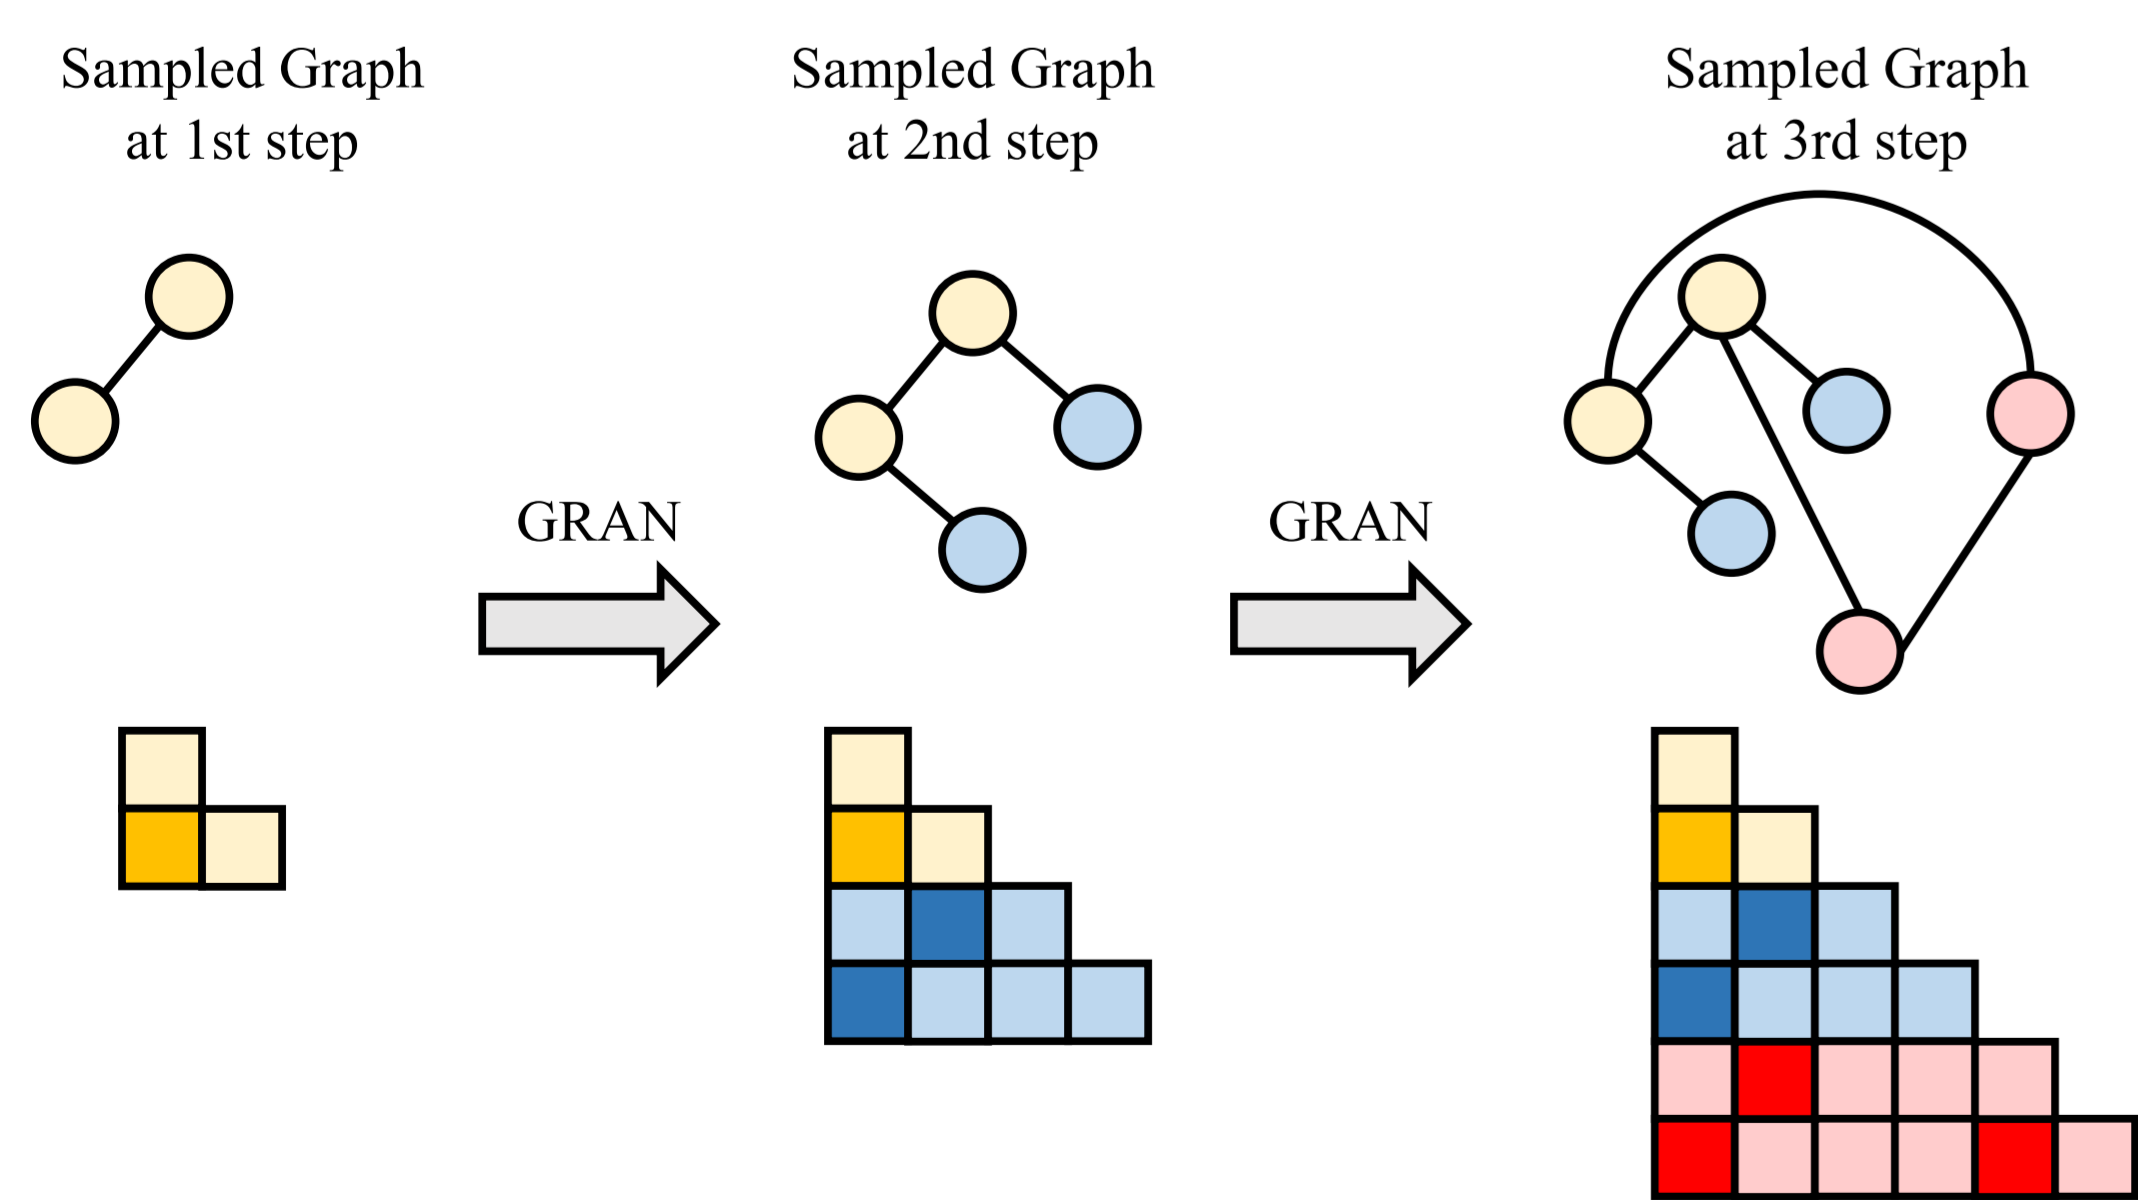 Sampled Graph
at 1st step
Sampled Graph
at 2nd step
Sampled Graph
at 3rd step
GRAN
GRAN